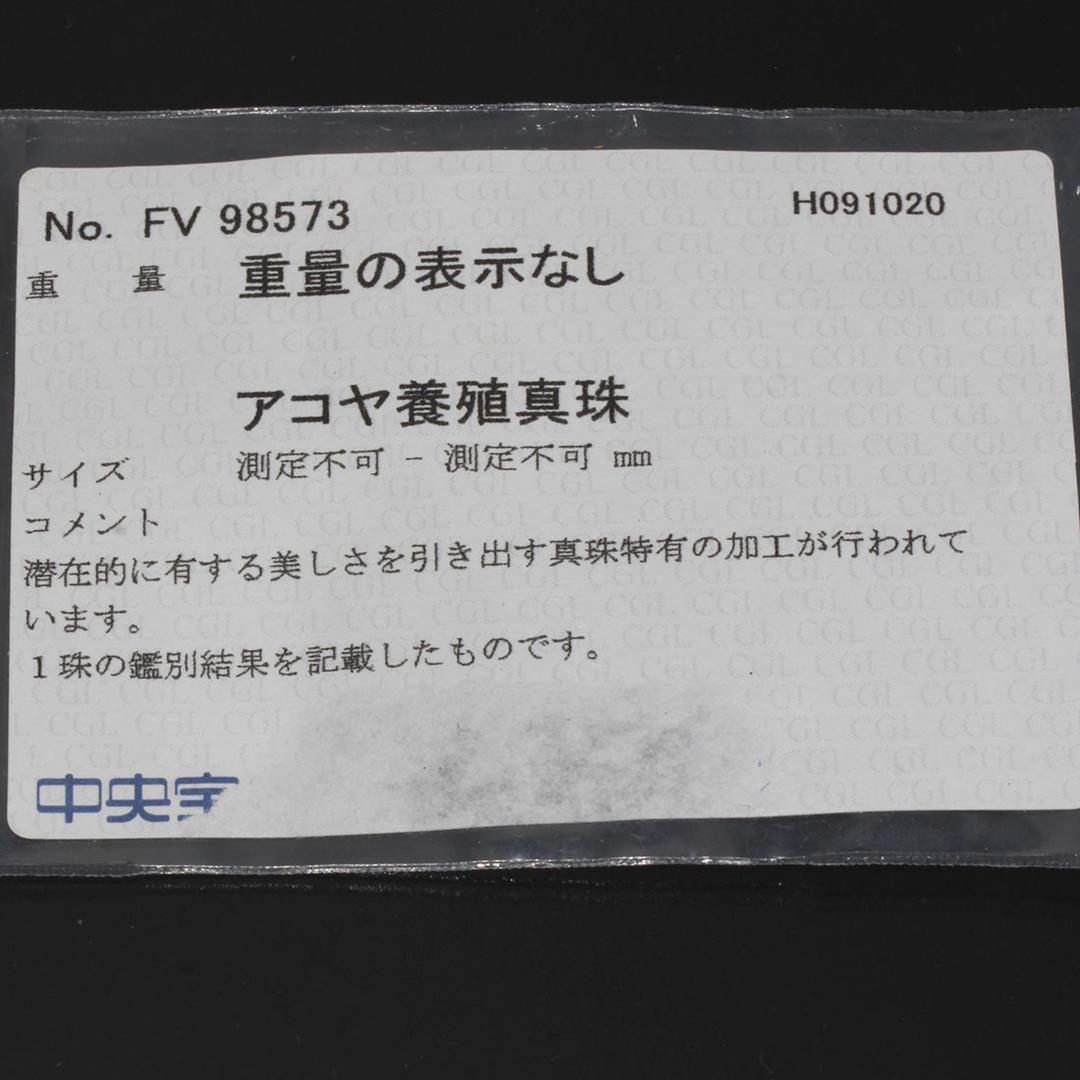 No. FV 98573 H091020
重 量 重量の表示なし
アコヤ養殖真珠
サイズ 測定不可 - 測定不可 mm
コメント
潜在的に有する美しさを引き出す真珠特有の加工が行われて
います。
1珠の鑑別結果を記載したものです。
中央宝